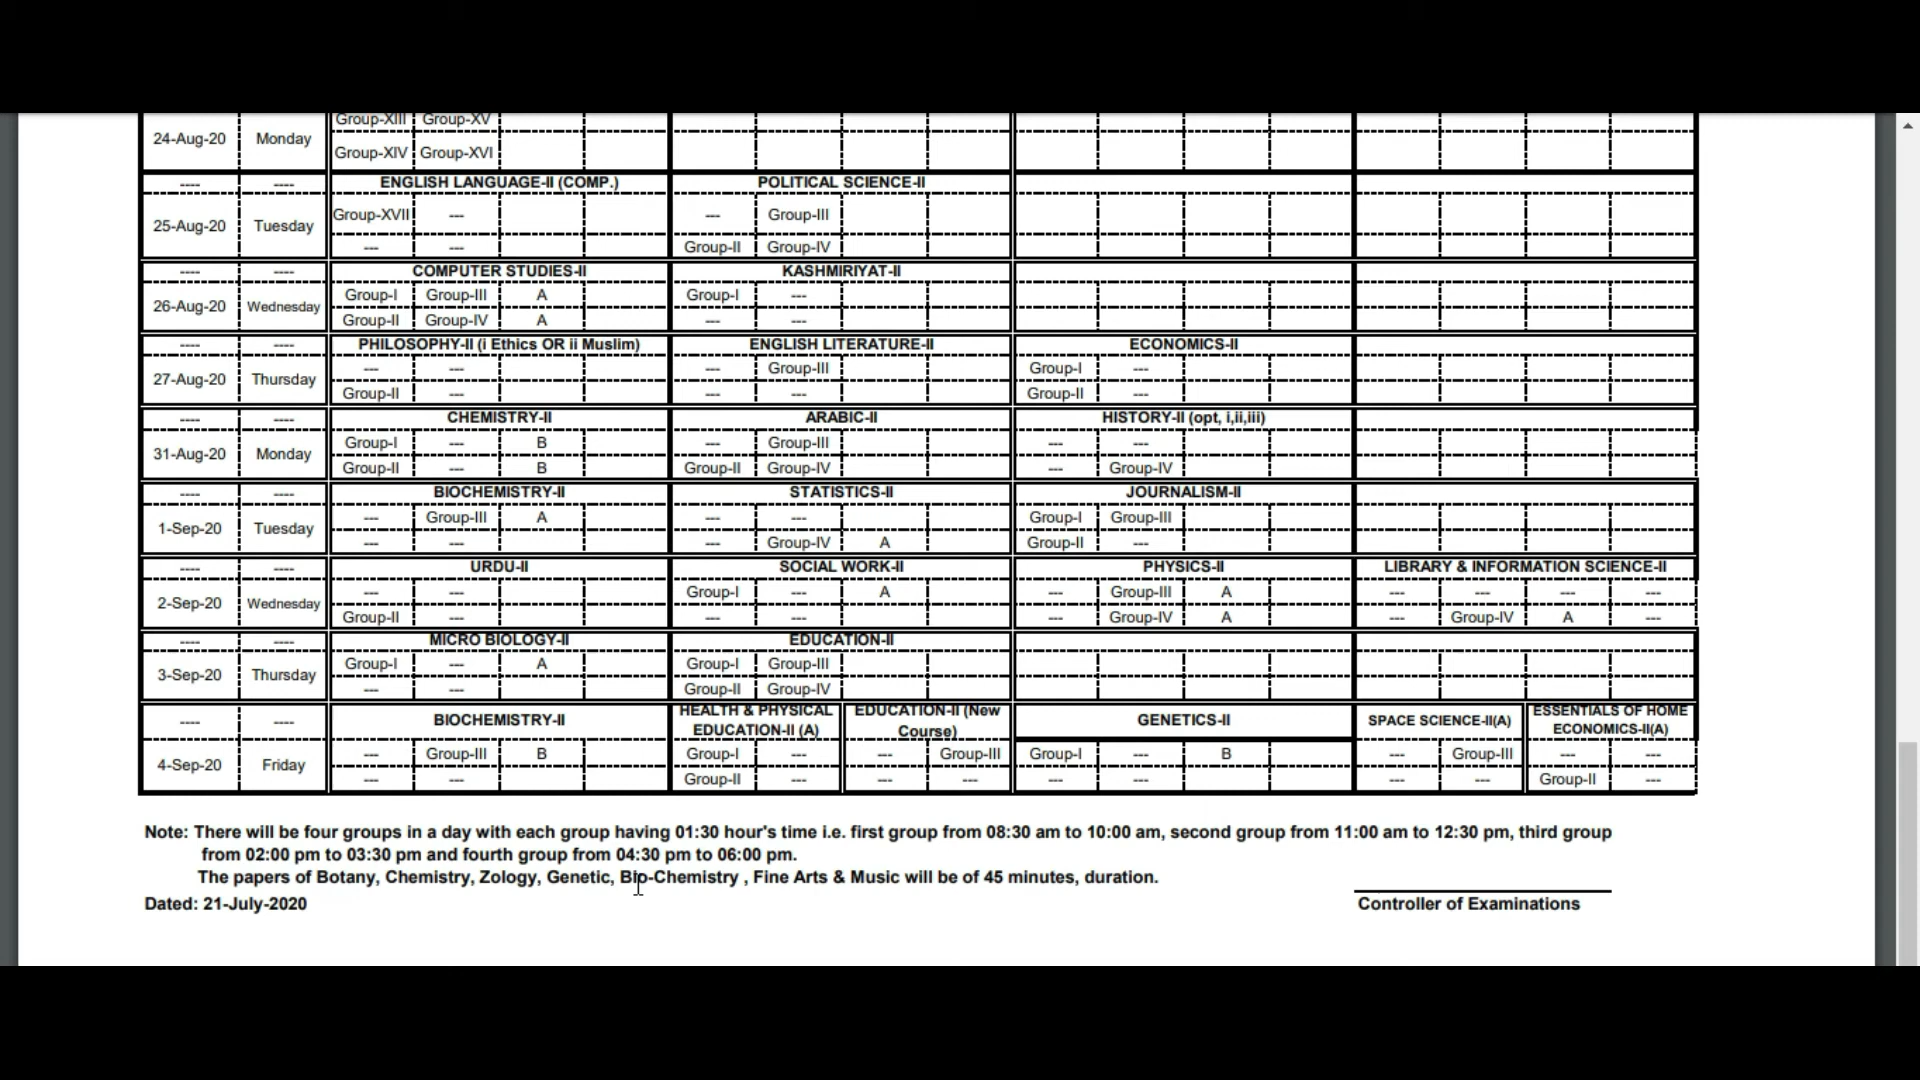 Group-XIII Group-XV
24-Aug-20 Monday
Group-XIV Group-XVI
---- ---- ENGLISH LANGUAGE-II (COMP.) POLITICAL SCIENCE-II
Group-XVII --- --- Group-III
25-Aug-20 Tuesday
--- --- Group-II Group-IV
---- ---- COMPUTER STUDIES-II KASHMIRIYAT-II
Group-I Group-III A Group-I ---
26-Aug-20 Wednesday
Group-II Group-IV A --- ---
---- ---- PHILOSOPHY-II (i Ethics OR ii Muslim) ENGLISH LITERATURE-II ECONOMICS-II
--- --- --- Group-III Group-I ---
27-Aug-20 Thursday
Group-II --- --- --- Group-II ---
---- ---- CHEMISTRY-II ARABIC-II HISTORY-II (opt, i,ii,iii)
Group-I --- B --- Group-III --- ---
31-Aug-20 Monday
Group-II --- B Group-II Group-IV --- Group-IV
---- ---- BIOCHEMISTRY-II STATISTICS-II JOURNALISM-II
--- Group-III A --- --- Group-I Group-III
1-Sep-20 Tuesday
--- --- --- Group-IV A Group-II ---
---- ---- URDU-II SOCIAL WORK-II PHYSICS-II LIBRARY & INFORMATION SCIENCE-II
--- --- Group-I --- A --- Group-III A --- --- --- ---
2-Sep-20 Wednesday
Group-II --- --- --- --- Group-IV A --- Group-IV A ---
---- ---- MICRO BIOLOGY-II EDUCATION-II
Group-I --- A Group-I Group-III
3-Sep-20 Thursday
--- --- Group-II Group-IV
---- ---- BIOCHEMISTRY-II HEALTH & PHYSICAL EDUCATION-II (A) EDUCATION-II (New Course) GENETICS-II SPACE SCIENCE-II(A) ESSENTIALS OF HOME ECONOMICS-II(A)
--- Group-III B Group-I --- --- Group-III Group-I --- B --- Group-III --- ---
4-Sep-20 Friday
--- --- Group-II --- --- --- --- --- --- --- Group-II ---
Note: There will be four groups in a day with each group having 01:30 hour's time i.e. first group from 08:30 am to 10:00 am, second group from 11:00 am to 12:30 pm, third group
from 02:00 pm to 03:30 pm and fourth group from 04:30 pm to 06:00 pm.
The papers of Botany, Chemistry, Zology, Genetic, Bio-Chemistry , Fine Arts & Music will be of 45 minutes, duration.
Dated: 21-July-2020
Controller of Examinations